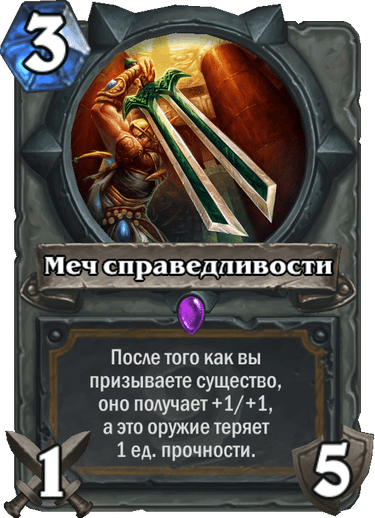 3
Меч справедливости
После того как вы
призываете существо,
оно получает +1/+1,
а это оружие теряет
1 ед. прочности.
1
5